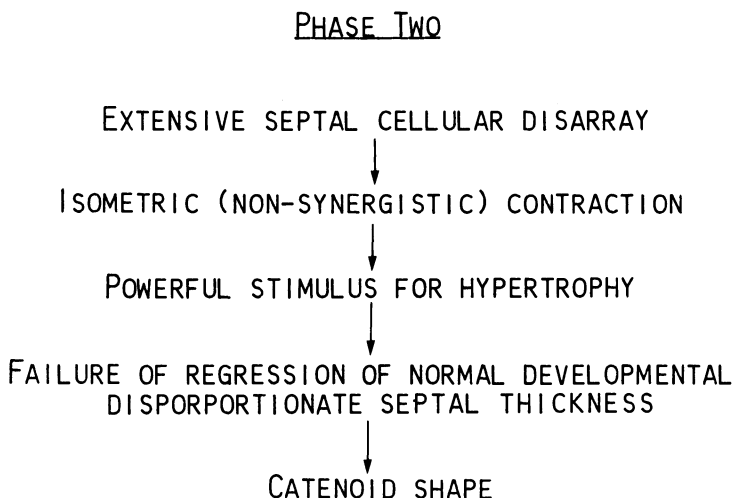 PHASE TWO
EXTENSIVE SEPTAL CELLULAR DISARRAY
ISOMETRIC (NON-SYNERGISTIC) CONTRACTION
POWERFUL STIMULUS FOR HYPERTROPHY
FAILURE OF REGRESSION OF NORMAL DEVELOPMENTAL
DISPORPORTIONATE SEPTAL THICKNESS
CATENOID SHAPE